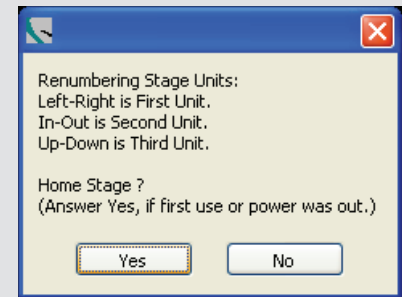 Renumbering Stage Units:
Left-Right is First Unit.
In-Out is Second Unit.
Up-Down is Third Unit.

Home Stage ?
(Answer Yes, if first use or power was out.)
Yes
No